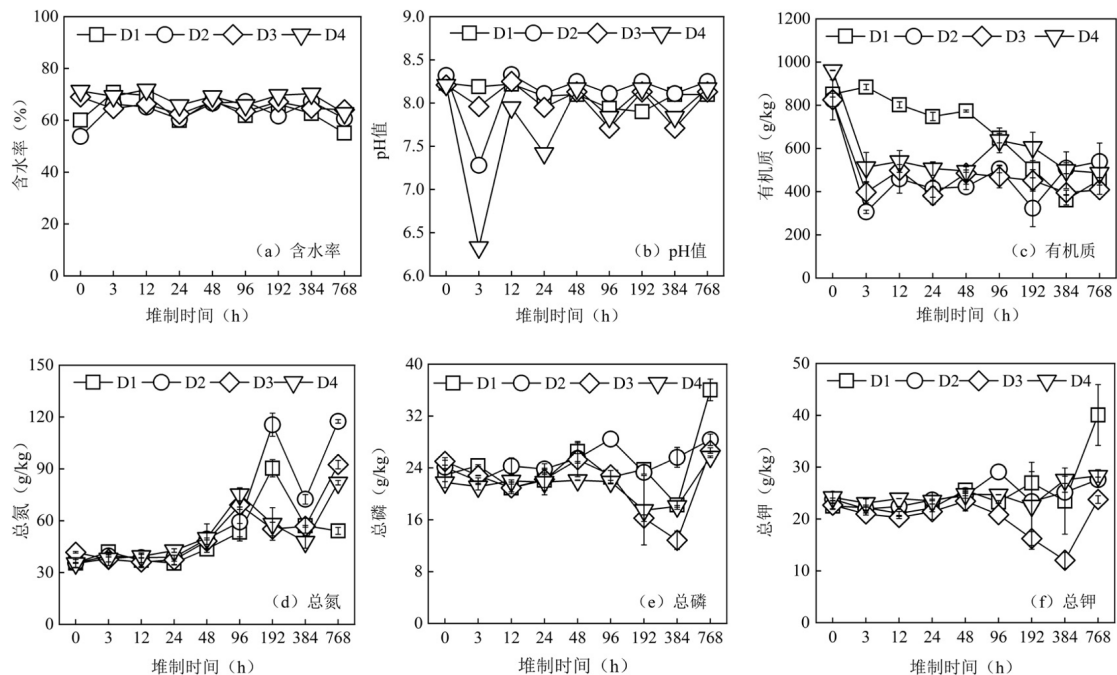 100
80
60
40
20
0
含水率（%）
D1 D2 D3 D4
（a）含水率
0 3 12 24 48 96 192 384 768
堆制时间（h）
9.0
8.5
8.0
7.5
7.0
6.5
6.0
pH值
D1 D2 D3 D4
（b）pH值
0 3 12 24 48 96 192 384 768
堆制时间（h）
1200
1000
800
600
400
200
0
有机质
（g/kg）
D1 D2 D3 D4
（c）有机质
0 3 12 24 48 96 192 384 768
堆制时间（h）
150
120
90
60
30
0
总氮
（g/kg）
D1 D2 D3 D4
（d）总氮
0 3 12 24 48 96 192 384 768
堆制时间（h）
40
36
32
28
24
20
16
12
8
4
0
总磷
（g/kg）
D1 D2 D3 D4
（e）总磷
0 3 12 24 48 96 192 384 768
堆制时间（h）
50
40
30
20
10
0
总钾
（g/kg）
D1 D2 D3 D4
（f）总钾
0 3 12 24 48 96 192 384 768
堆制时间（h）